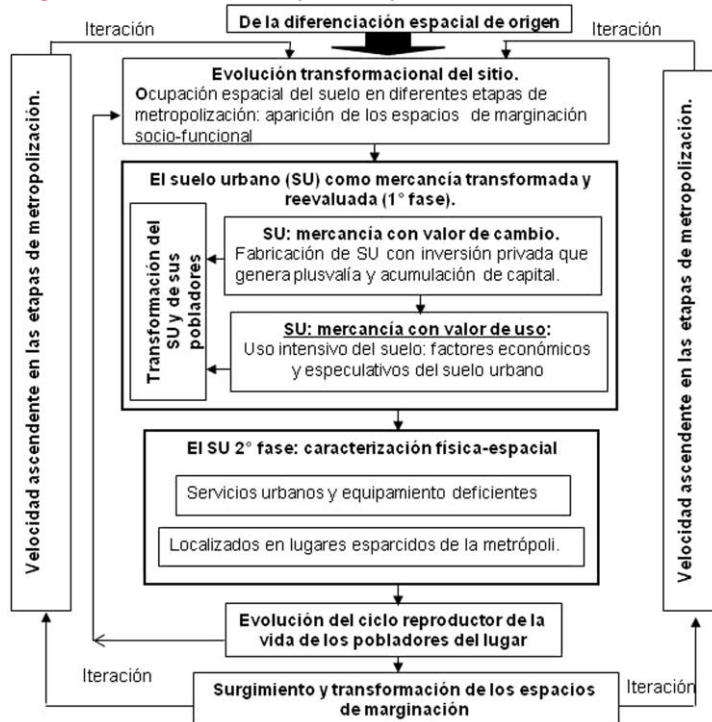 De la diferenciación espacial de origen
Iteración
Iteración
Evolución transformacional del sitio.
Ocupación espacial del suelo en diferentes etapas de
metropolización: aparición de los espacios de marginación
socio-funcional
Velocidad ascendente en las etapas de metropolización.
Velocidad ascendente en las etapas de metropolización.
El suelo urbano (SU) como mercancía transformada y
reevaluada (1° fase).
Transformación del
SU y de sus
pobladores
SU: mercancía con valor de cambio.
Fabricación de SU con inversión privada que
genera plusvalía y acumulación de capital.
SU: mercancía con valor de uso:
Uso intensivo del suelo: factores económicos
y especulativos del suelo urbano
El SU 2° fase: caracterización física-espacial
Servicios urbanos y equipamiento deficientes
Localizados en lugares esparcidos de la metrópoli.
Evolución del ciclo reproductor de la
vida de los pobladores del lugar
Iteración
Surgimiento y transformación de los espacios
de marginación
Iteración